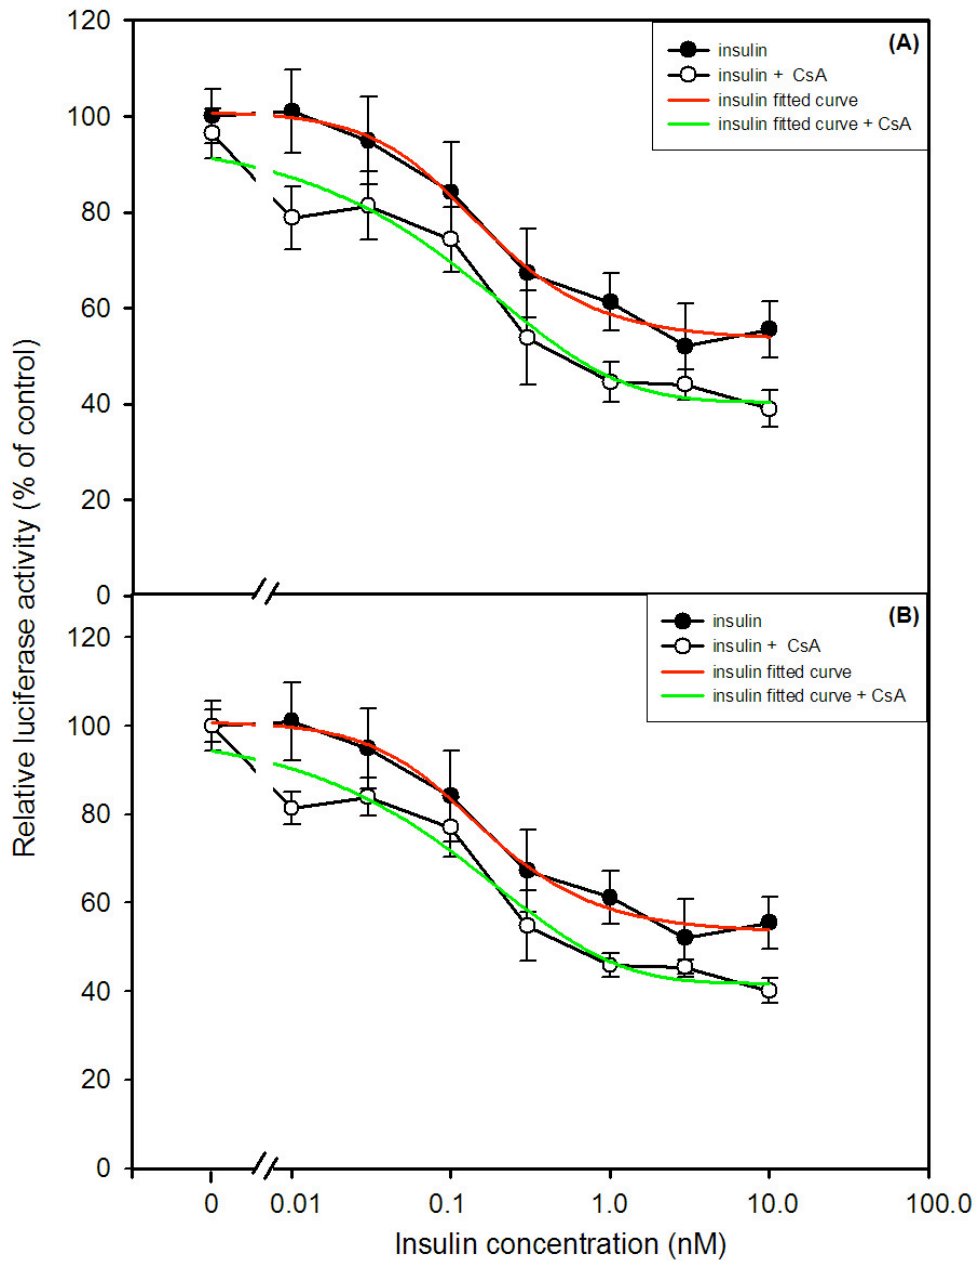 120
100
80
60
40
20
0
(A)
insulin
insulin + CsA
insulin fitted curve
insulin fitted curve + CsA
Relative luciferase activity (% of control)
120
100
80
60
40
20
0
(B)
insulin
insulin + CsA
insulin fitted curve
insulin fitted curve + CsA
0 0.01 0.1 1.0 10.0 100.0
Insulin concentration (nM)